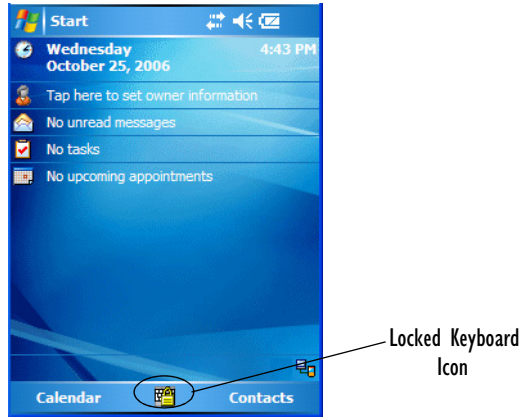 Start
Wednesday 4:43 PM
October 25, 2006
Tap here to set owner information
No unread messages
No tasks
No upcoming appointments
Locked Keyboard
Icon
Calendar Contacts